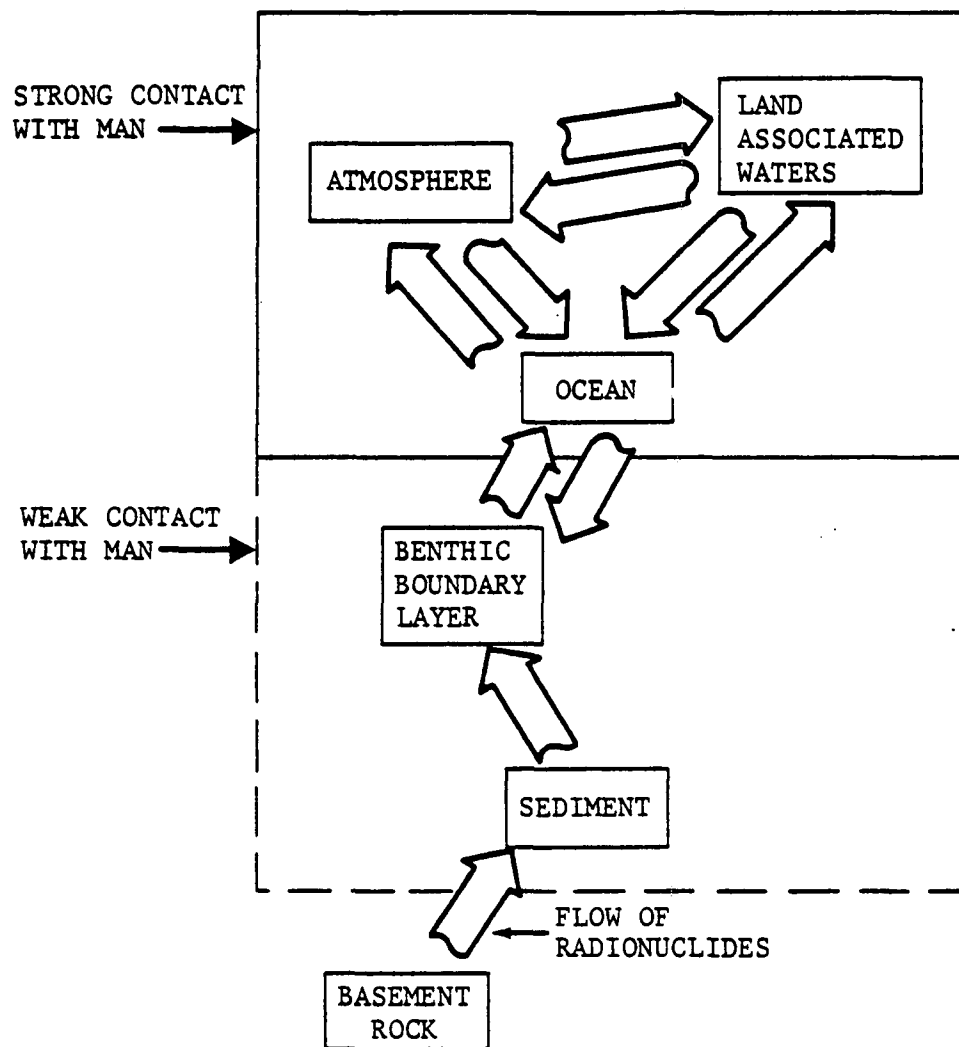 STRONG CONTACT
WITH MAN
LAND
ASSOCIATED
WATERS
ATMOSPHERE
OCEAN
WEAK CONTACT
WITH MAN
BENTHIC
BOUNDARY
LAYER
SEDIMENT
FLOW OF
RADIONUCLIDES
BASEMENT
ROCK